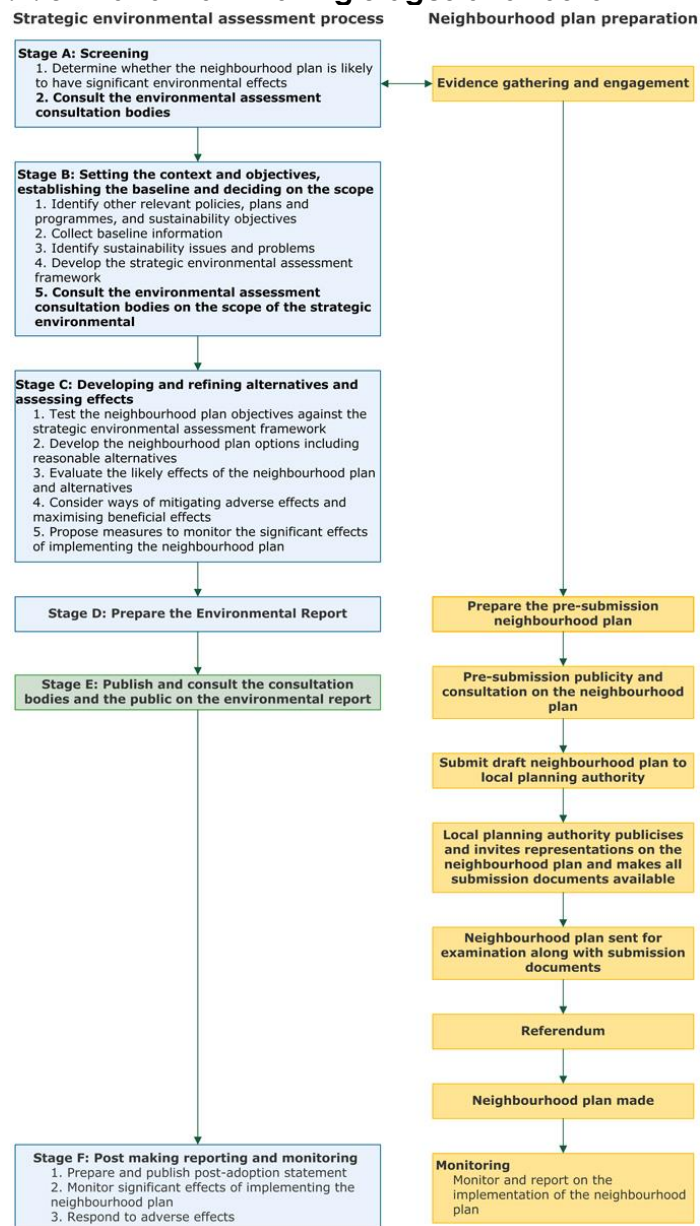 Strategic environmental assessment process
Neighbourhood plan preparation
Stage A: Screening
1. Determine whether the neighbourhood plan is likely
to have significant environmental effects
2. Consult the environmental assessment
consultation bodies
Evidence gathering and engagement
Stage B: Setting the context and objectives,
establishing the baseline and deciding on the scope
1. Identify other relevant policies, plans and
programmes, and sustainability objectives
2. Collect baseline information
3. Identify sustainability issues and problems
4. Develop the strategic environmental assessment
framework
5. Consult the environmental assessment
consultation bodies on the scope of the strategic
environmental
Stage C: Developing and refining alternatives and
assessing effects
1. Test the neighbourhood plan objectives against the
strategic environmental assessment framework
2. Develop the neighbourhood plan options including
reasonable alternatives
3. Evaluate the likely effects of the neighbourhood plan
and alternatives
4. Consider ways of mitigating adverse effects and
maximising beneficial effects
5. Propose measures to monitor the significant effects
of implementing the neighbourhood plan
Stage D: Prepare the Environmental Report
Prepare the pre-submission
neighbourhood plan
Stage E: Publish and consult the consultation
bodies and the public on the environmental report
Pre-submission publicity and
consultation on the neighbourhood
plan
Submit draft neighbourhood plan to
local planning authority
Local planning authority publicises
and invites representations on the
neighbourhood plan and makes all
submission documents available
Neighbourhood plan sent for
examination along with submission
documents
Referendum
Neighbourhood plan made
Stage F: Post making reporting and monitoring
1. Prepare and publish post-adoption statement
2. Monitor significant effects of implementing the
neighbourhood plan
3. Respond to adverse effects
Monitoring
Monitor and report on the
implementation of the neighbourhood
plan